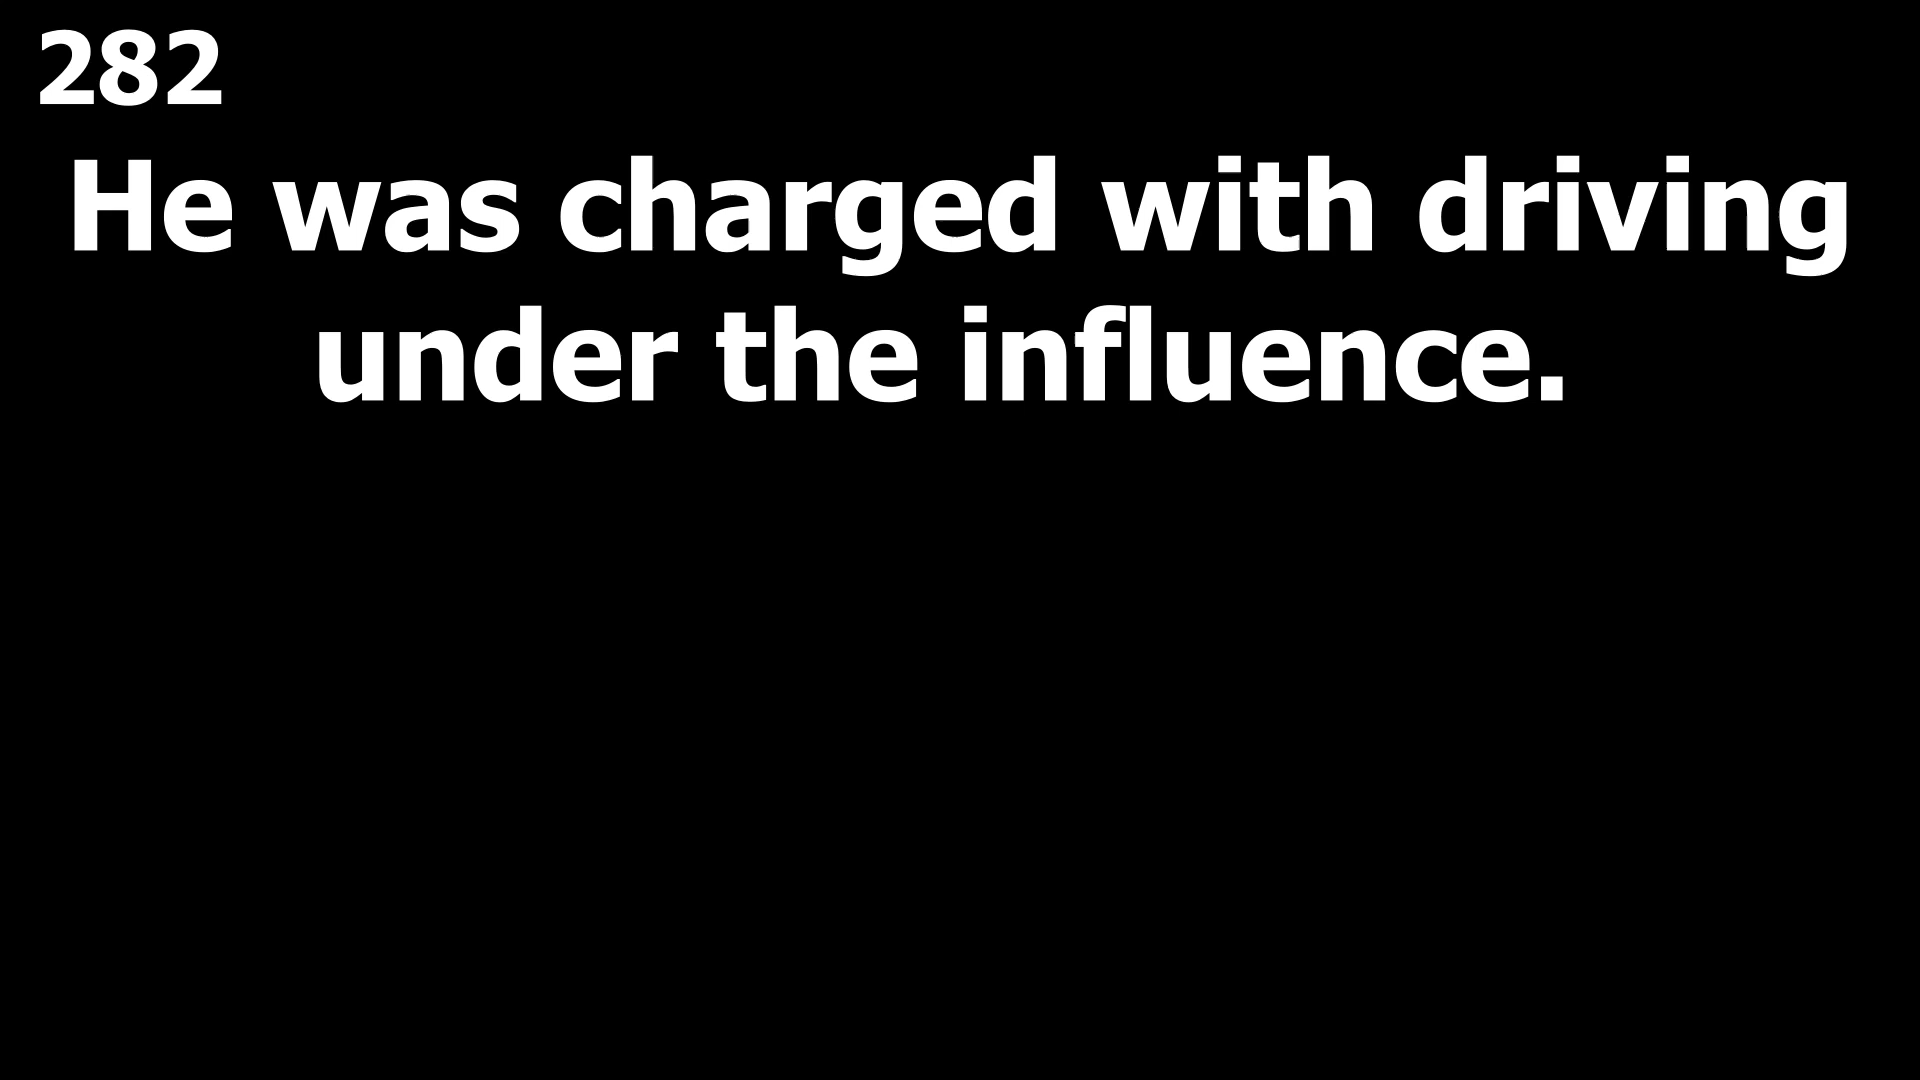 282
He was charged with driving
under the influence.